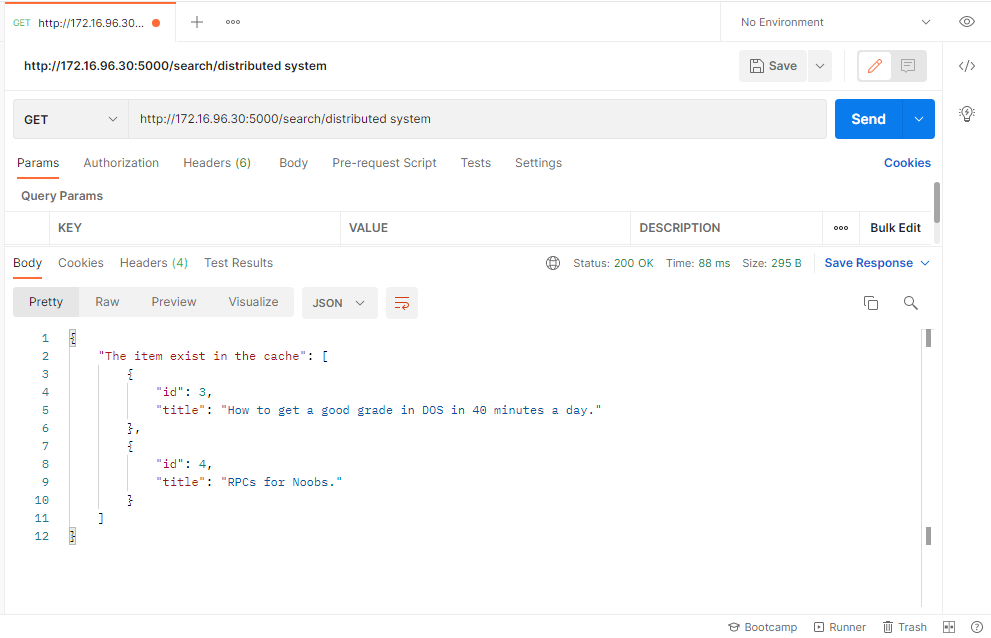 GET http://172.16.96.30... No Environment
http://172.16.96.30:5000/search/distributed system Save
GET http://172.16.96.30:5000/search/distributed system Send
Params Authorization Headers (6) Body Pre-request Script Tests Settings Cookies
Query Params
KEY VALUE DESCRIPTION Bulk Edit
Body Cookies Headers (4) Test Results Status: 200 OK Time: 88 ms Size: 295 B Save Response
Pretty Raw Preview Visualize JSON
1 {
2 "The item exist in the cache": [
3 {
4 "id": 3,
5 "title": "How to get a good grade in DOS in 40 minutes a day."
6 },
7 {
8 "id": 4,
9 "title": "RPCs for Noobs."
10 }
11 ]
12 }
Bootcamp Runner Trash